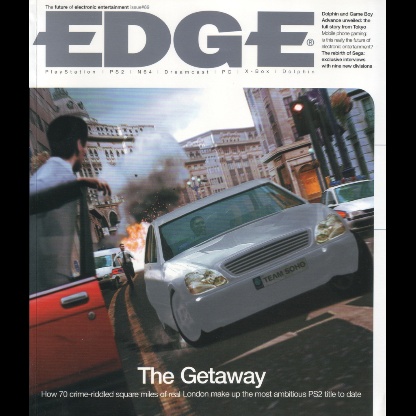 The future of electronic entertainment issue#88
EDGE®
PlayStation | PS2 | N64 | Dreamcast | PC | X-Box | Dolphin
Dolphin and Game Boy
Advance unveiled: the
full story from Tokyo
Mobile phone gaming:
is this really the future of
electronic entertainment?
The rebirth of Sega:
exclusive interviews
with nine new divisions
TEAM SOHO
The Getaway
How 70 crime-riddled square miles of real London make up the most ambitious PS2 title to date